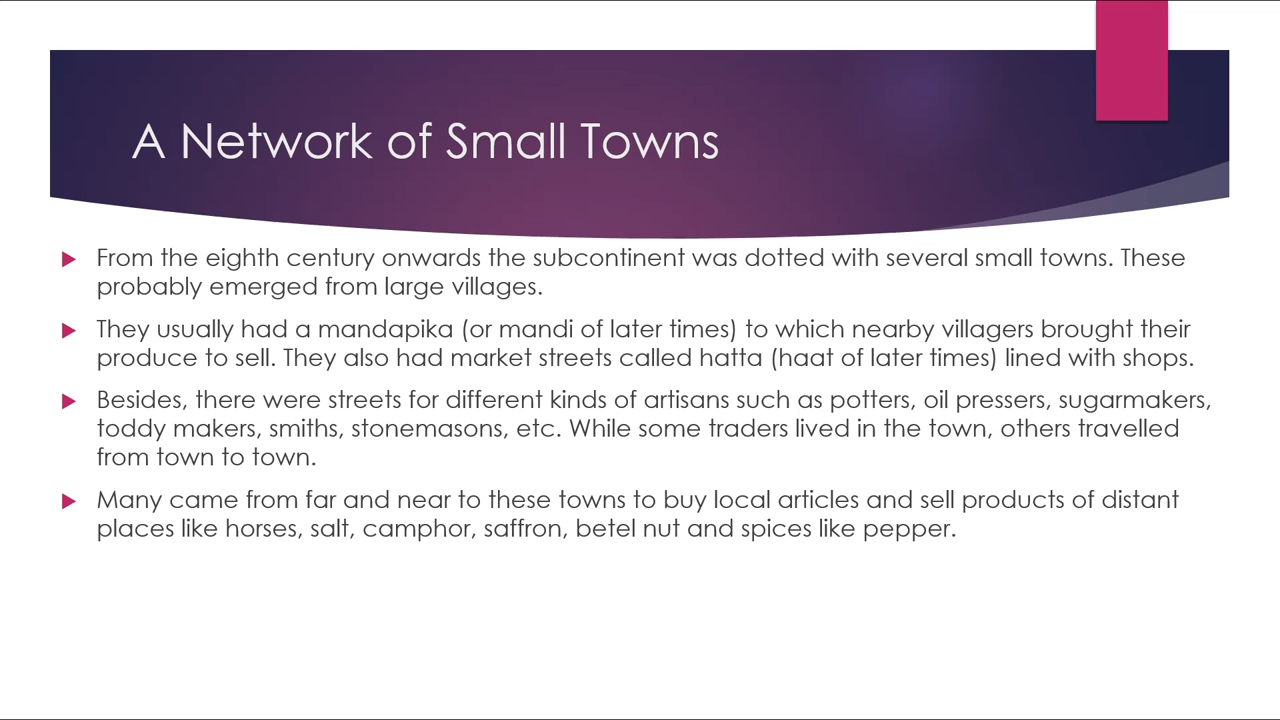 A Network of Small Towns
From the eighth century onwards the subcontinent was dotted with several small towns. These
probably emerged from large villages.
They usually had a mandapika (or mandi of later times) to which nearby villagers brought their
produce to sell. They also had market streets called hatta (haat of later times) lined with shops.
Besides, there were streets for different kinds of artisans such as potters, oil pressers, sugarmakers,
toddy makers, smiths, stonemasons, etc. While some traders lived in the town, others travelled
from town to town.
Many came from far and near to these towns to buy local articles and sell products of distant
places like horses, salt, camphor, saffron, betel nut and spices like pepper.